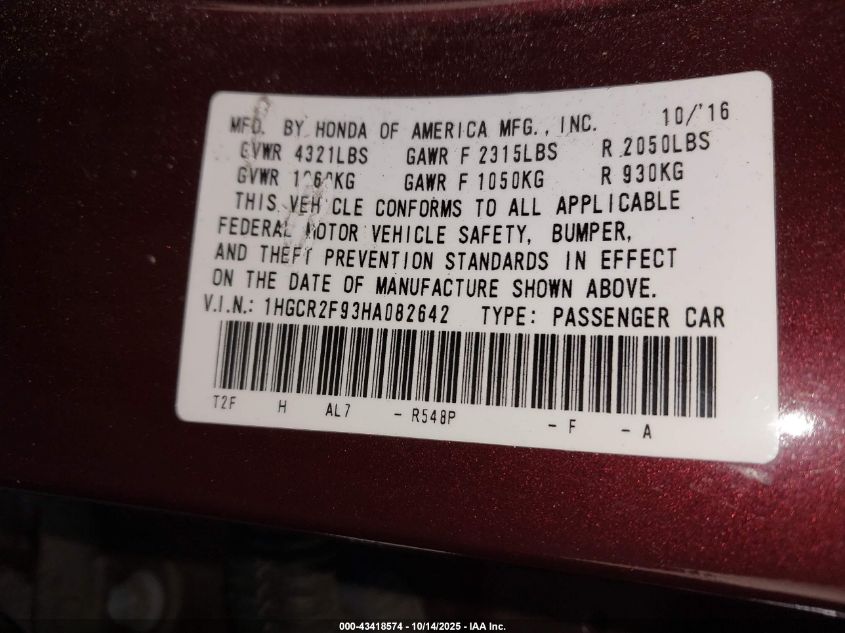 MFD. BY HONDA OF AMERICA MFG., INC. 10/'16
GVWR 4321LBS GAWR F 2315LBS R 2050LBS
GVWR GAWR F 1050KG R 930KG
THIS VEHICLE CONFORMS TO ALL APPLICABLE
FEDERAL MOTOR VEHICLE SAFETY, BUMPER,
AND THEFT PREVENTION STANDARDS IN EFFECT
ON THE DATE OF MANUFACTURE SHOWN ABOVE.
V.I.N.: 1HGCR2F93HA082642 TYPE: PASSENGER CAR
T2F H AL7 - R548P - F - A
000-43418574 - 10/14/2025 - IAA Inc.